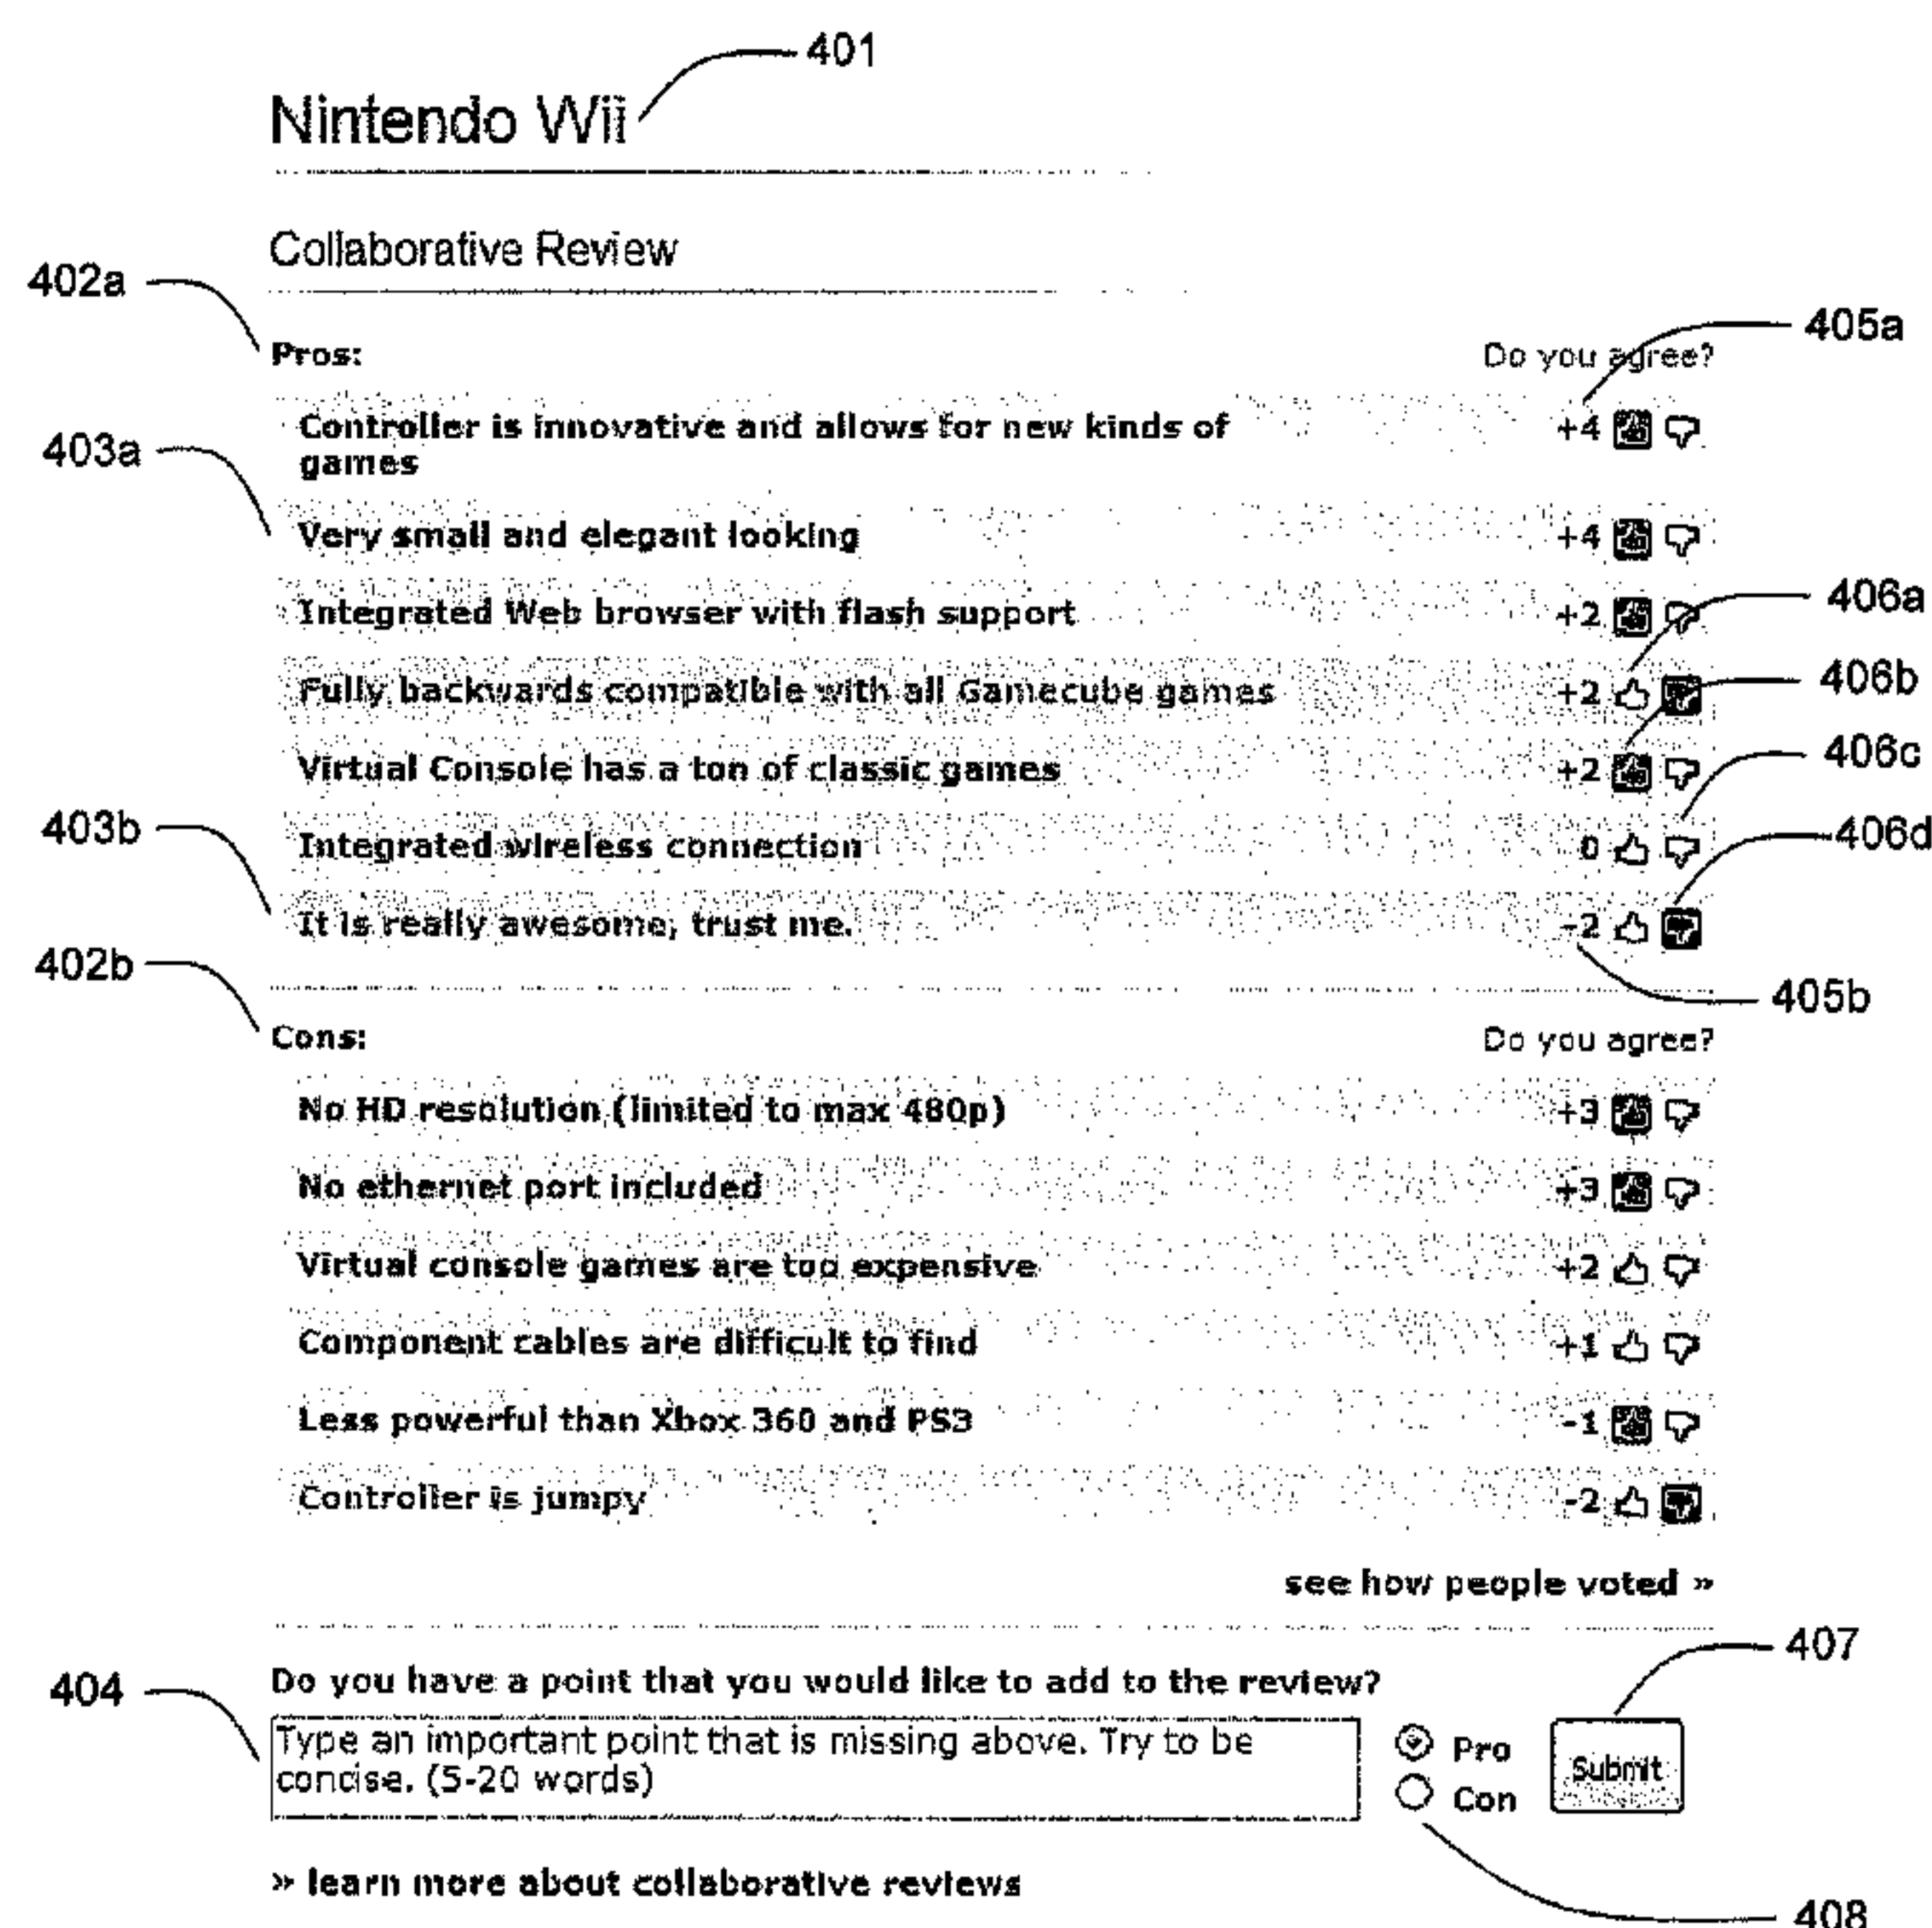 401
Nintendo Wii
Collaborative Review
402a
405a
Pros:
Do you agree?
403a
Controller is innovative and allows for new kinds of
games
+4
Very small and elegant looking
+4
Integrated Web browser with flash support
+2
406a
Fully backwards compatible with all Gamecube games
+2
406b
Virtual Console has a ton of classic games
+2
406c
403b
Integrated wireless connection
0
406d
It is really awesome, trust me.
-2
402b
405b
Cons:
Do you agree?
No HD resolution (limited to max 480p)
+3
No ethernet port included
+3
Virtual console games are too expensive
+2
Component cables are difficult to find
+1
Less powerful than Xbox 360 and PS3
-1
Controller is jumpy
-2
see how people voted »
407
404
Do you have a point that you would like to add to the review?
Type an important point that is missing above. Try to be
concise. (5-20 words)
Pro
Con
Submit
» learn more about collaborative reviews
408